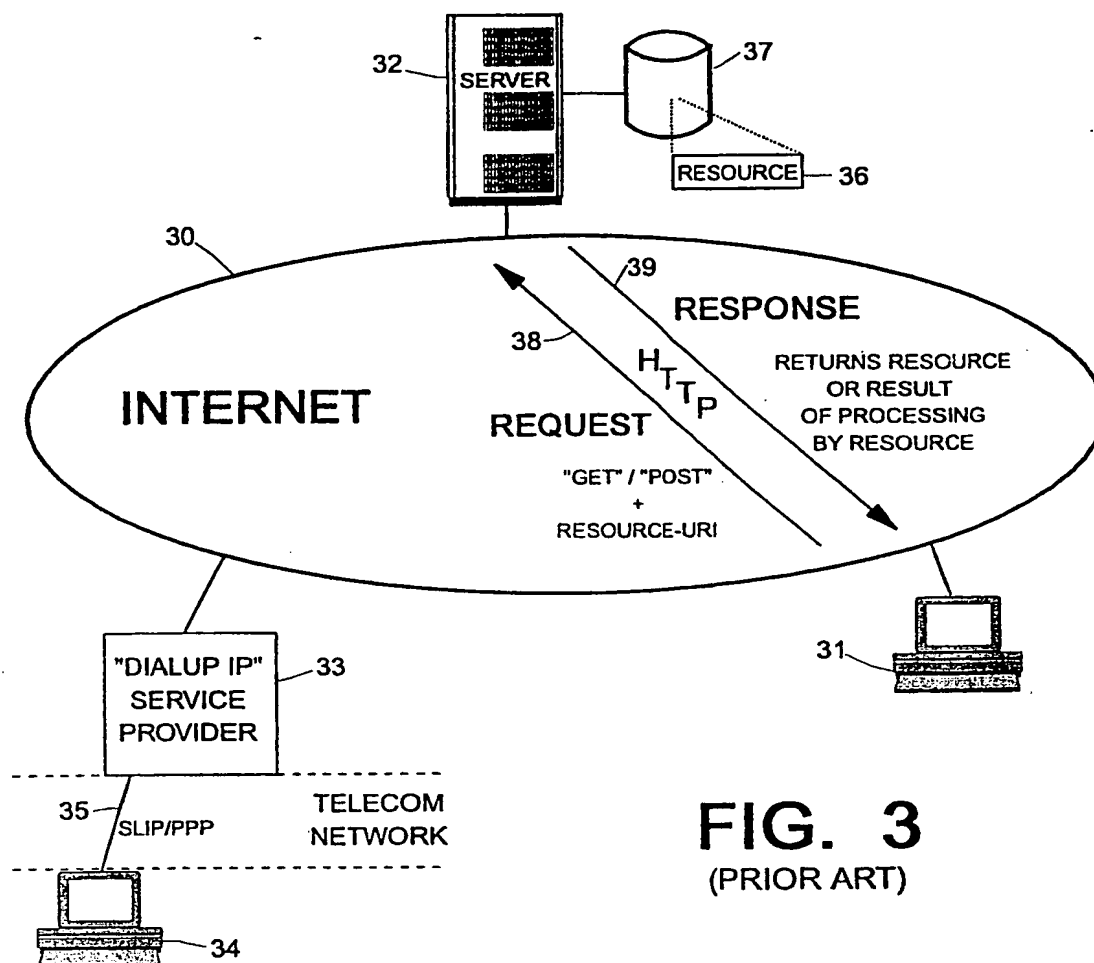 32
SERVER
37
RESOURCE
36
30
39
RESPONSE
38
HTTP
RETURNS RESOURCE
OR RESULT
OF PROCESSING
BY RESOURCE
INTERNET
REQUEST
"GET" / "POST"
+
RESOURCE-URI
"DIALUP IP"
SERVICE
PROVIDER
33
31
35
SLIP/PPP
TELECOM
NETWORK
34
FIG. 3
(PRIOR ART)